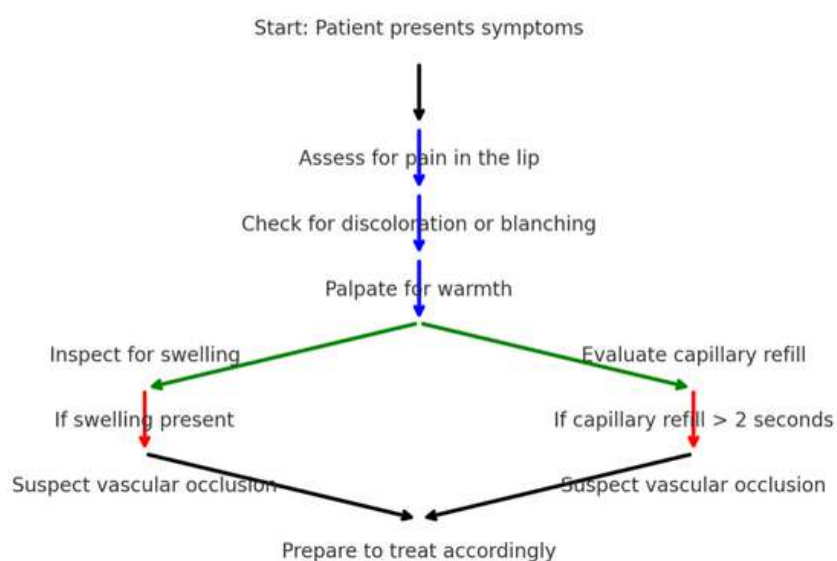 Start: Patient presents symptoms
Assess for pain in the lip
Check for discoloration or blanching
Palpate for warmth
Inspect for swelling
Evaluate capillary refill
If swelling present
If capillary refill > 2 seconds
Suspect vascular occlusion
Suspect vascular occlusion
Prepare to treat accordingly